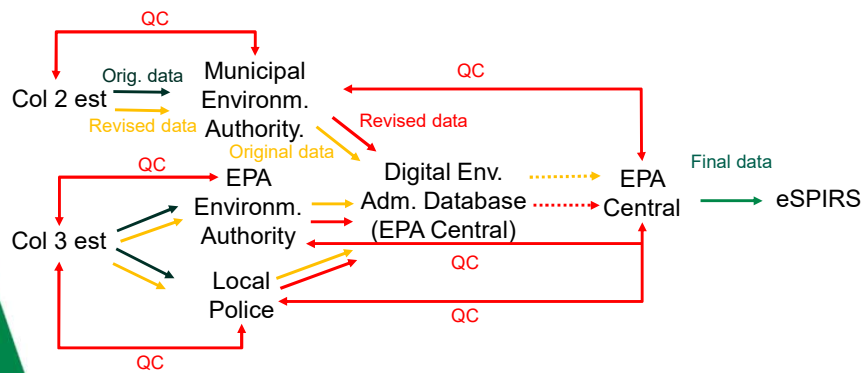 QC
Municipal
Environm.
Authority.
Orig. data
Col 2 est
Revised data
QC
Revised data
Original data
QC
EPA
Environm.
Authority
Col 3 est
Digital Env.
Adm. Database
(EPA Central)
EPA
Central
Final data
eSPIRS
QC
Local
Police
QC
QC